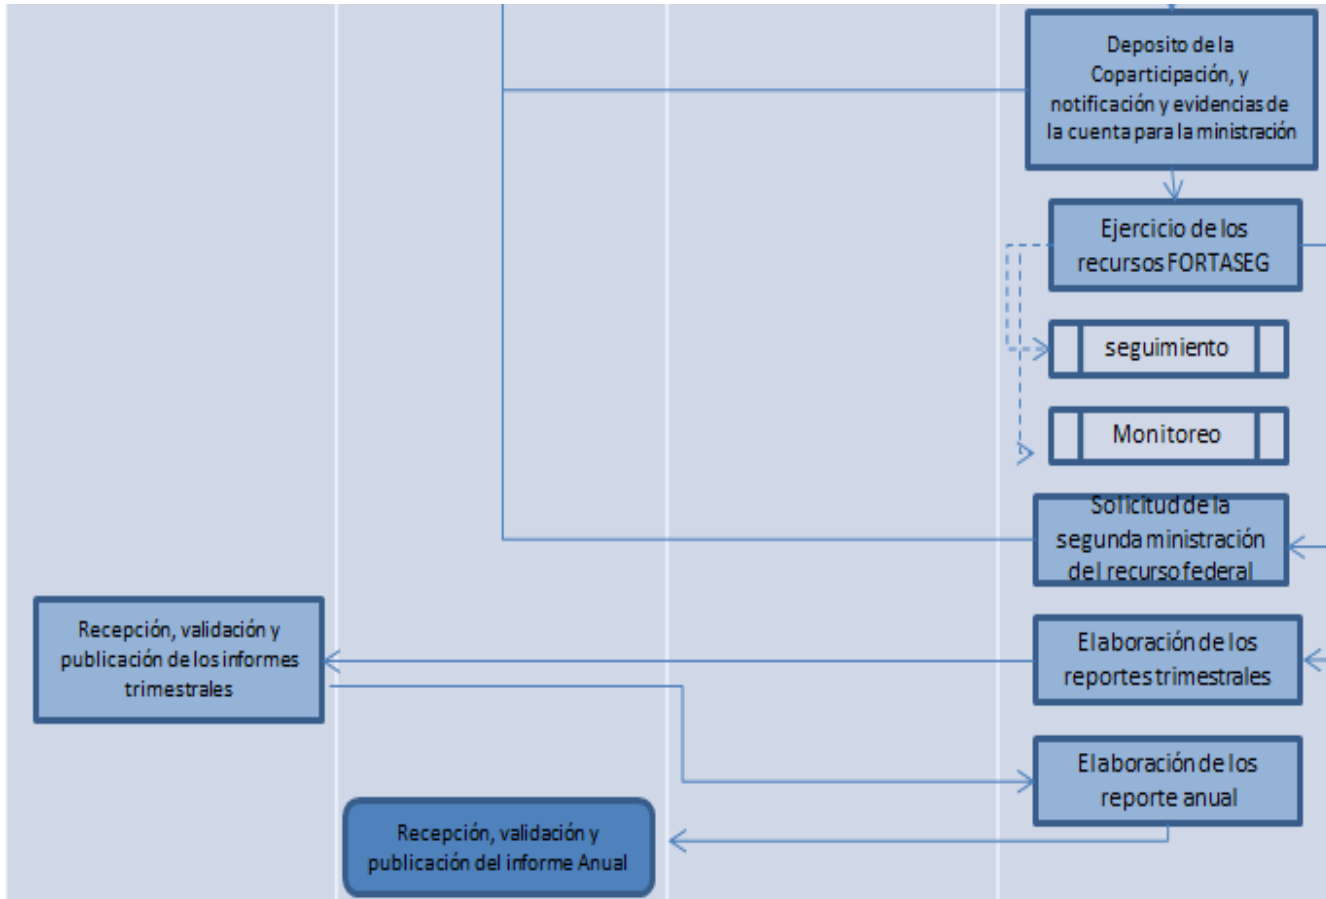 Deposito de la
Coparticipación, y
notificación y evidencias de
la cuenta para la ministración
Ejercicio de los
recursos FORTASEG
seguimiento
Monitoreo
Solicitud de la
segunda ministración
del recurso federal
Recepción, validación y
publicación de los informes
trimestrales
Elaboración de los
reportes trimestrales
Elaboración de los
reporte anual
Recepción, validación y
publicación del informe Anual